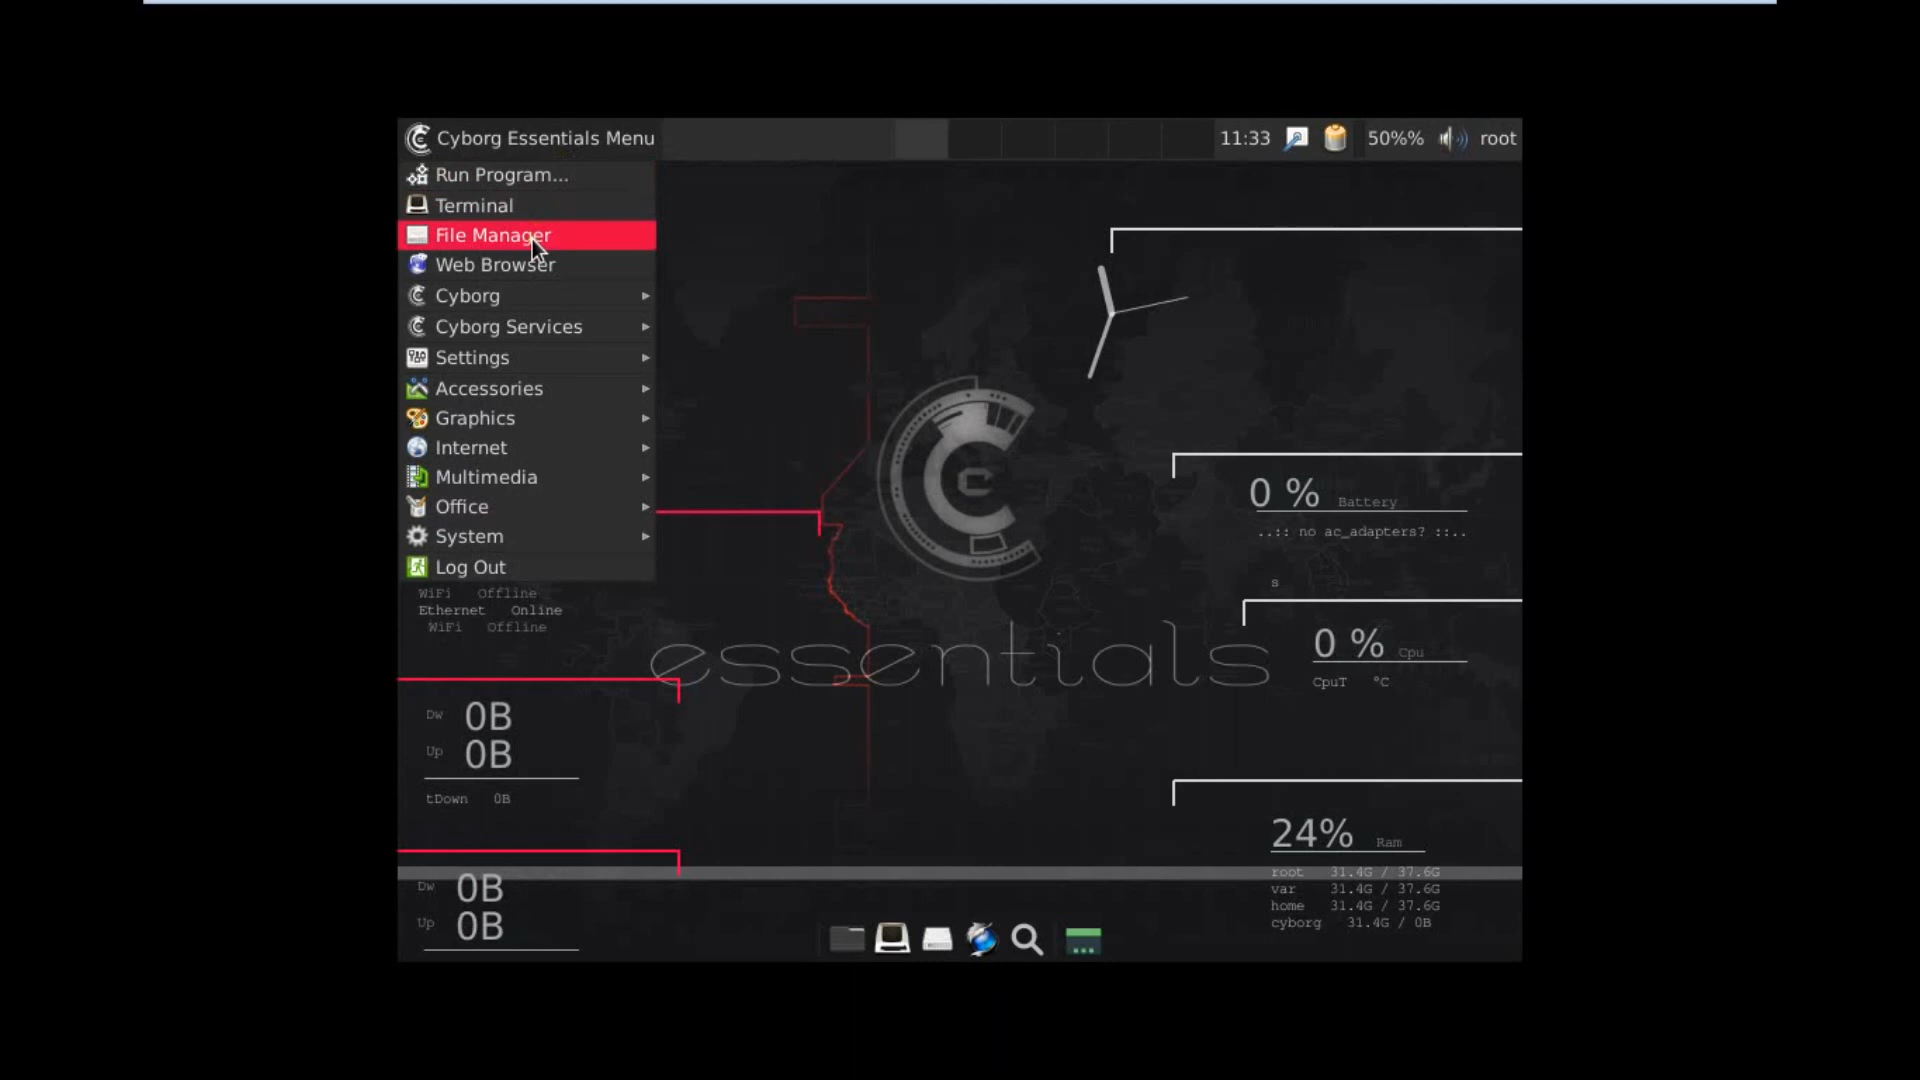 Cyborg Essentials Menu
11:33 50%% root
Run Program...
Terminal
File Manager
Web Browser
Cyborg
Cyborg Services
Settings
Accessories
Graphics
Internet
Multimedia
Office
System
Log Out
WiFi Offline
Ethernet Online
WiFi Offline
Dw 0B
Up 0B
tDown 0B
Dw 0B
Up 0B
essentials
0 % Battery
..:: no ac_adapters? ::..
s
0 % Cpu
CpuT °C
24% Ram
root 31.4G / 37.6G
var 31.4G / 37.6G
home 31.4G / 37.6G
cyborg 31.4G / 0B